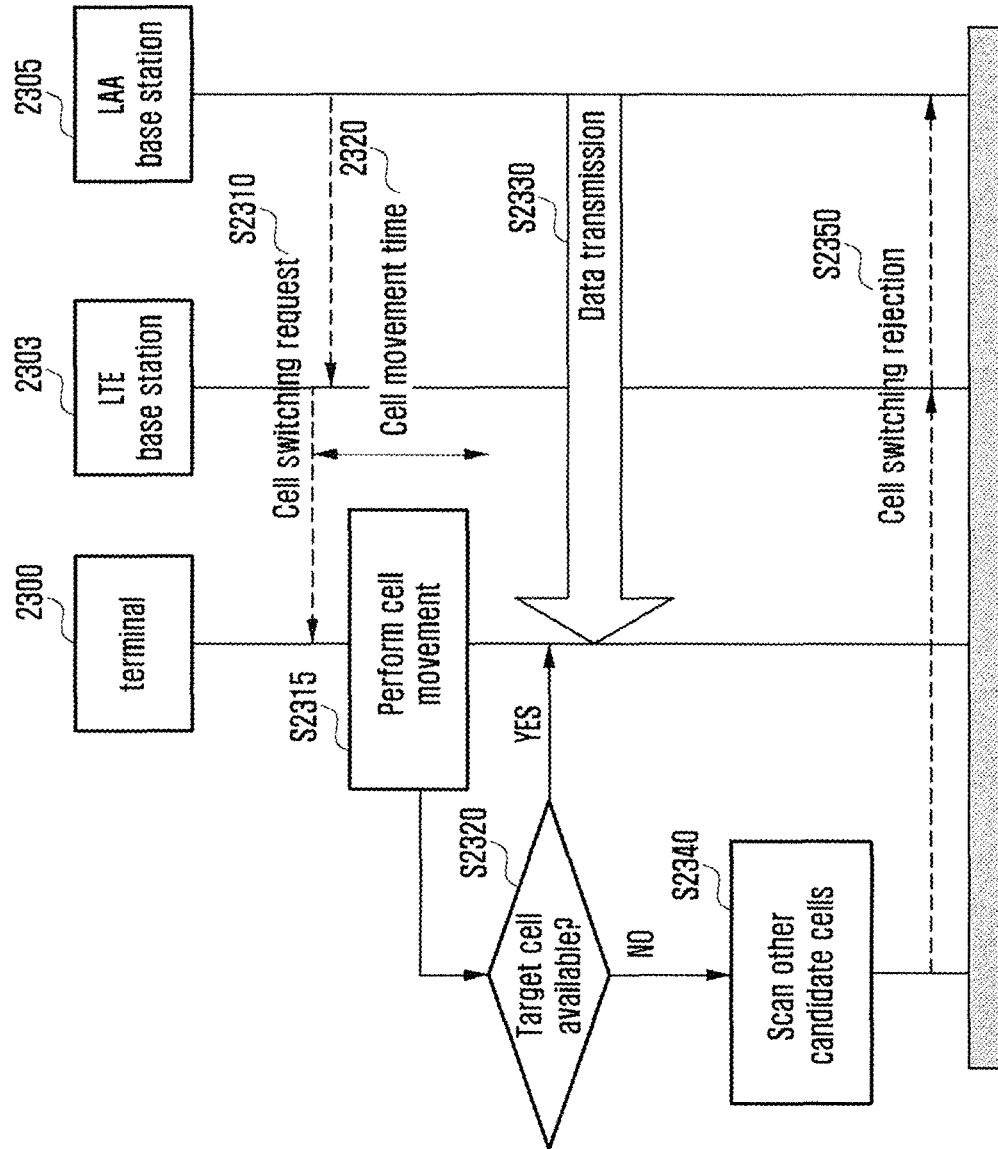 2300
terminal
2303
LTE
base station
2305
LAA
base station
Cell switching request
S2310
S2315
Perform cell
movement
Cell movement time
2320
S2320
Target cell
available?
YES
NO
S2330
Data transmission
S2340
Scan other
candidate cells
Cell switching rejection
S2350